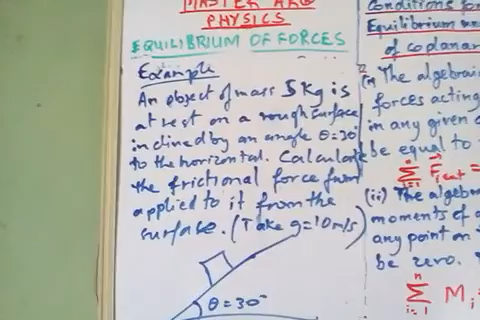 MASTER
PHYSICS
EQUILIBRIUM OF FORCES
Example
An object of mass 5kg is
at rest on a rough surface
inclined by an angle θ=30°
to the horizontal. Calculate
the frictional force
applied to it from the
surface. (Take g=10m/s)
θ=30°
Conditions for
Equilibrium
of coplanar
(i) The algebrai
forces acting
in any given
be equal to
(ii) The algebr
moments of
any point on
be zero.